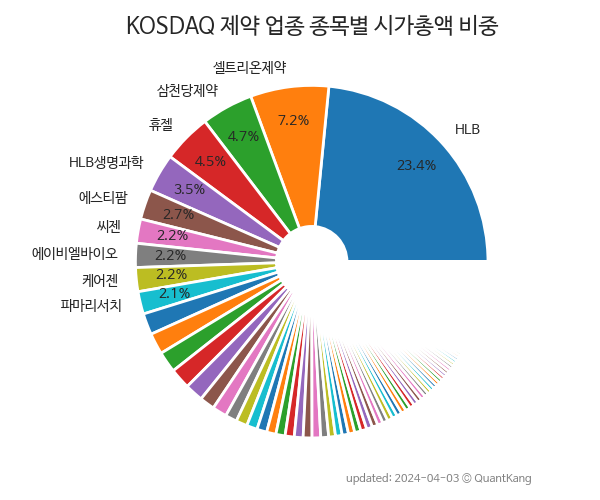 KOSDAQ 제약 업종 종목별 시가총액 비중
HLB
23.4%
셀트리온제약
7.2%
삼천당제약
4.7%
휴젤
4.5%
HLB생명과학
3.5%
에스티팜
2.7%
씨젠
2.2%
에이비엘바이오
2.2%
케어젠
2.2%
파마리서치
2.1%
updated: 2024-04-03 © QuantKang